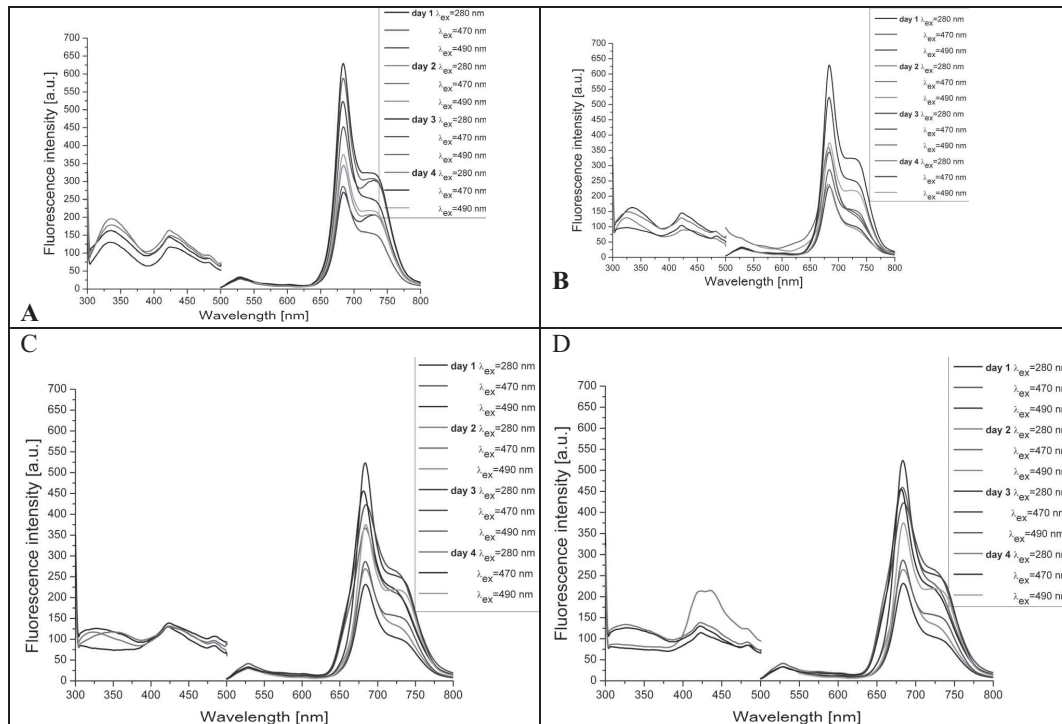 day 1 λex=280 nm
λex=470 nm
λex=490 nm
day 2 λex=280 nm
λex=470 nm
λex=490 nm
day 3 λex=280 nm
λex=470 nm
λex=490 nm
day 4 λex=280 nm
λex=470 nm
λex=490 nm
Fluorescence intensity [a.u.]
700
650
600
550
500
450
400
350
300
250
200
150
100
50
0
300 350 400 450 500 550 600 650 700 750 800
Wavelength [nm]
A
day 1 λex=280 nm
λex=470 nm
λex=490 nm
day 2 λex=280 nm
λex=470 nm
λex=490 nm
day 3 λex=280 nm
λex=470 nm
λex=490 nm
day 4 λex=280 nm
λex=470 nm
λex=490 nm
Fluorescence intensity [a.u.]
700
650
600
550
500
450
400
350
300
250
200
150
100
50
0
300 350 400 450 500 550 600 650 700 750 800
Wavelength [nm]
B
C
day 1 λex=280 nm
λex=470 nm
λex=490 nm
day 2 λex=280 nm
λex=470 nm
λex=490 nm
day 3 λex=280 nm
λex=470 nm
λex=490 nm
day 4 λex=280 nm
λex=470 nm
λex=490 nm
Fluorescence intensity [a.u.]
700
650
600
550
500
450
400
350
300
250
200
150
100
50
0
300 350 400 450 500 550 600 650 700 750 800
Wavelength [nm]
D
day 1 λex=280 nm
λex=470 nm
λex=490 nm
day 2 λex=280 nm
λex=470 nm
λex=490 nm
day 3 λex=280 nm
λex=470 nm
λex=490 nm
day 4 λex=280 nm
λex=470 nm
λex=490 nm
Fluorescence intensity [a.u.]
700
650
600
550
500
450
400
350
300
250
200
150
100
50
0
300 350 400 450 500 550 600 650 700 750 800
Wavelength [nm]